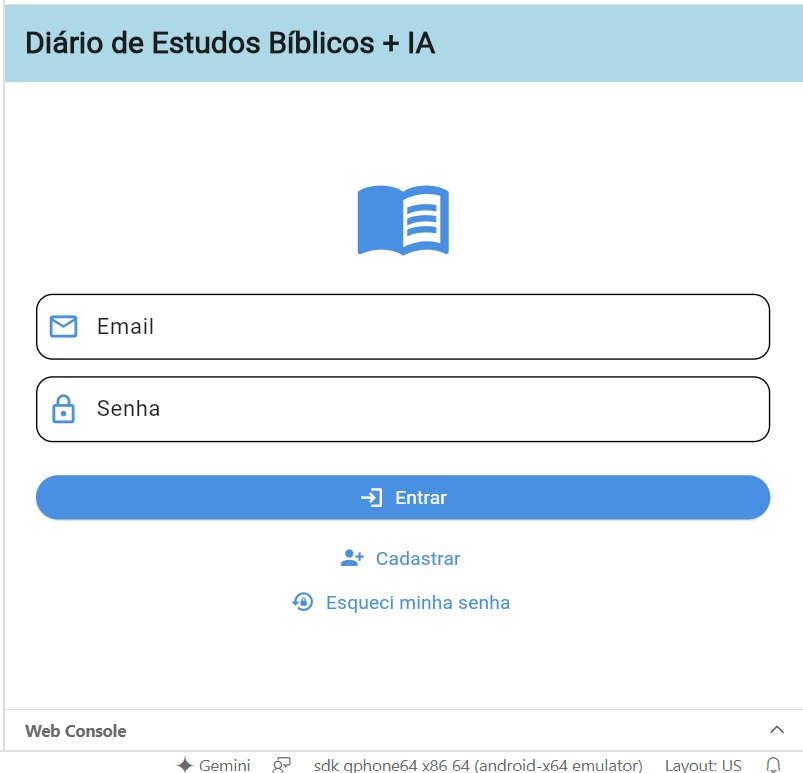 Diário de Estudos Bíblicos + IA
Email
Senha
Entrar
Cadastrar
Esqueci minha senha
Web Console
Gemini sdk gphone64 x86 64 (android-x64 emulator) Layout: US